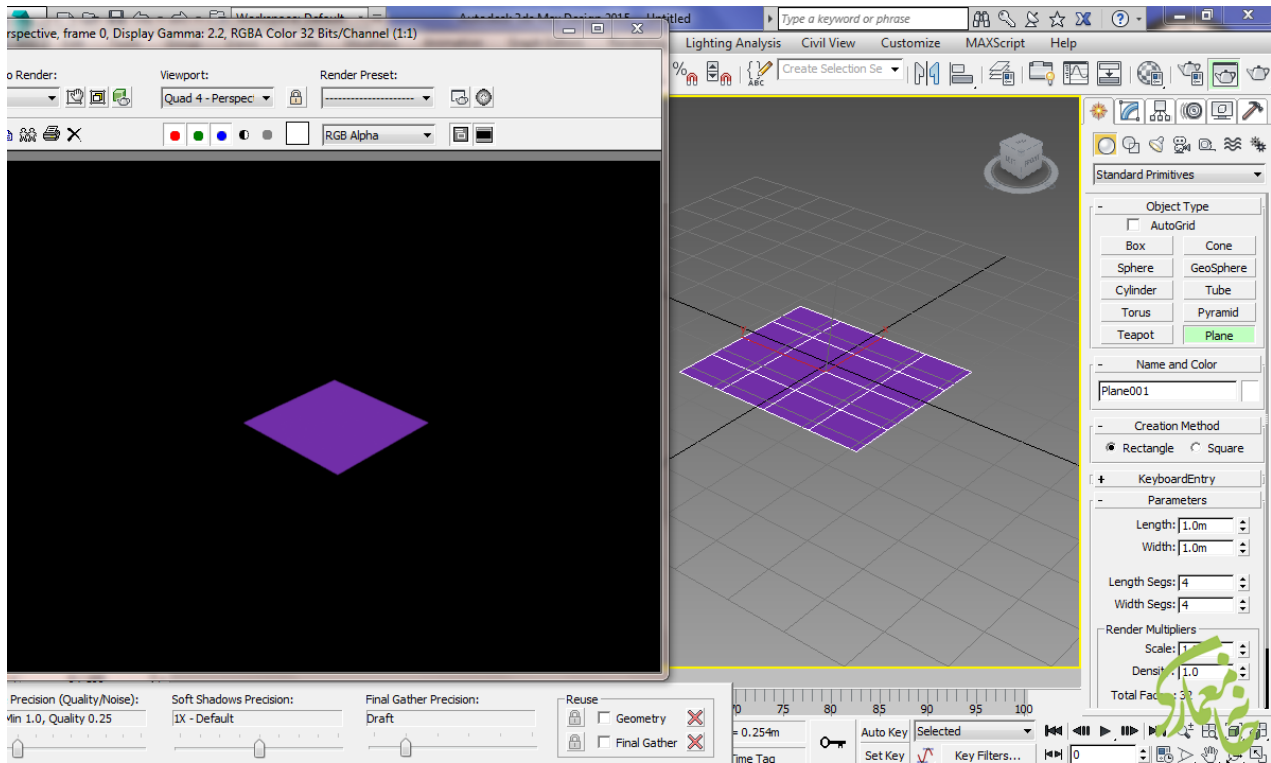 Workspace: Default
Autodesk 3ds Max Design 2015
Untitled
Type a keyword or phrase
rspective, frame 0, Display Gamma: 2.2, RGBA Color 32 Bits/Channel (1:1)
Lighting Analysis Civil View Customize MAXScript Help
o Render:
Viewport:
Render Preset:
Quad 4 - Perspec
RGB Alpha
Create Selection Se
Standard Primitives
- Object Type
AutoGrid
Box Cone
Sphere GeoSphere
Cylinder Tube
Torus Pyramid
Teapot Plane
- Name and Color
Plane001
- Creation Method
Rectangle Square
+ KeyboardEntry
- Parameters
Length: 1.0m
Width: 1.0m
Length Segs: 4
Width Segs: 4
Render Multipliers
Scale:
1.0
Precision (Quality/Noise):
Min 1.0, Quality 0.25
Soft Shadows Precision:
1X - Default
Final Gather Precision:
Draft
Reuse
Geometry
Final Gather
75 80 85 90 95 100
= 0.254m
Auto Key Selected
Set Key Key Filters...
0
Time Tag